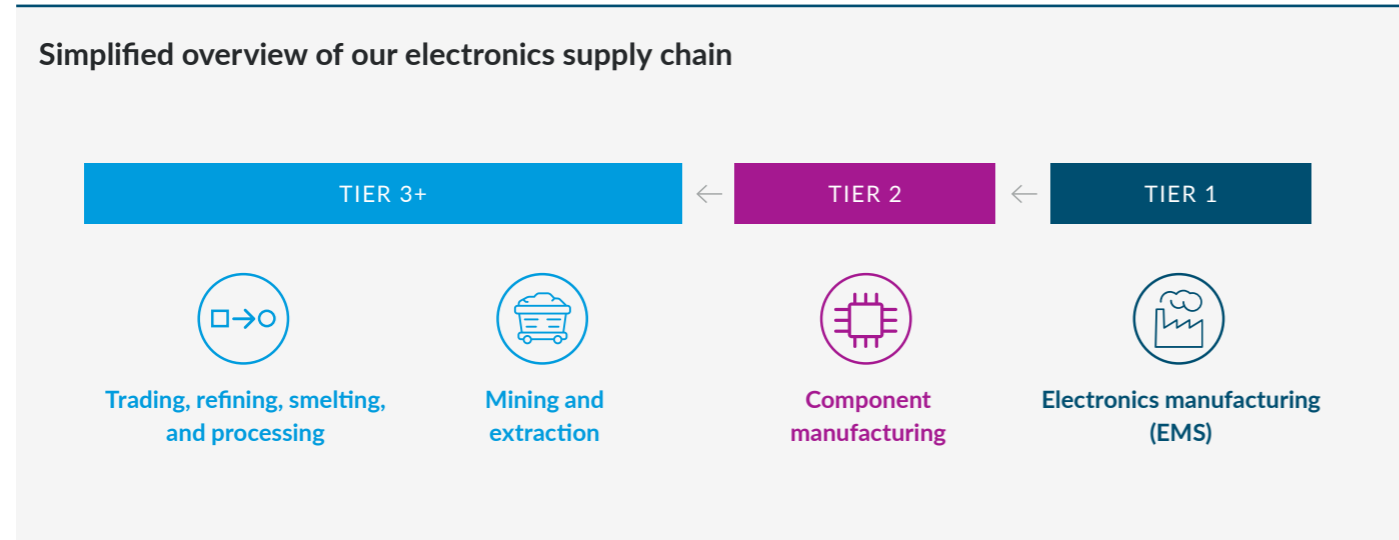 Simplified overview of our electronics supply chain
TIER 3+
TIER 2
TIER 1
Trading, refining, smelting,
and processing
Mining and
extraction
Component
manufacturing
Electronics manufacturing
(EMS)